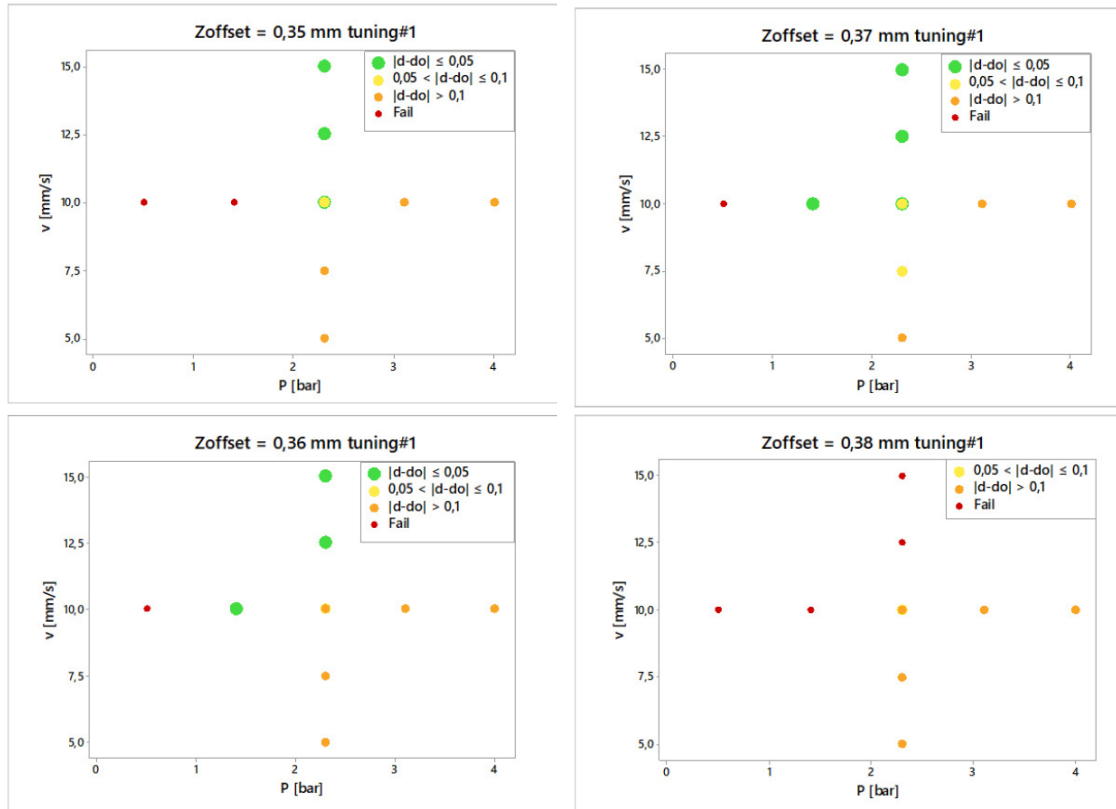 Zoffset = 0,35 mm tuning#1
|d-do| ≤ 0,05
0,05 < |d-do| ≤ 0,1
|d-do| > 0,1
Fail
15,0
12,5
10,0
7,5
5,0
v [mm/s]
0 1 2 3 4
P [bar]
Zoffset = 0,37 mm tuning#1
|d-do| ≤ 0,05
0,05 < |d-do| ≤ 0,1
|d-do| > 0,1
Fail
15,0
12,5
10,0
7,5
5,0
v [mm/s]
0 1 2 3 4
P [bar]
Zoffset = 0,36 mm tuning#1
|d-do| ≤ 0,05
0,05 < |d-do| ≤ 0,1
|d-do| > 0,1
Fail
15,0
12,5
10,0
7,5
5,0
v [mm/s]
0 1 2 3 4
P [bar]
Zoffset = 0,38 mm tuning#1
0,05 < |d-do| ≤ 0,1
|d-do| > 0,1
Fail
15,0
12,5
10,0
7,5
5,0
v [mm/s]
0 1 2 3 4
P [bar]